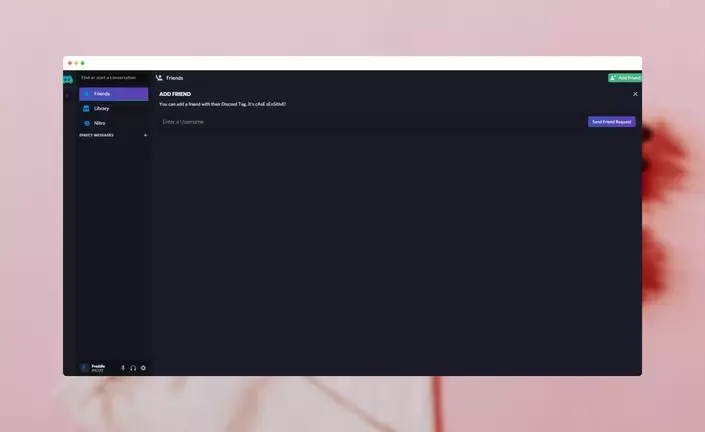 Find or start a conversation
Friends
Library
Nitro
DIRECT MESSAGES +
Friends
Add Friend
ADD FRIEND
You can add a friend with their Discord Tag. It's cAsE sEnSitIvE!
Enter a Username
Send Friend Request
Freddie